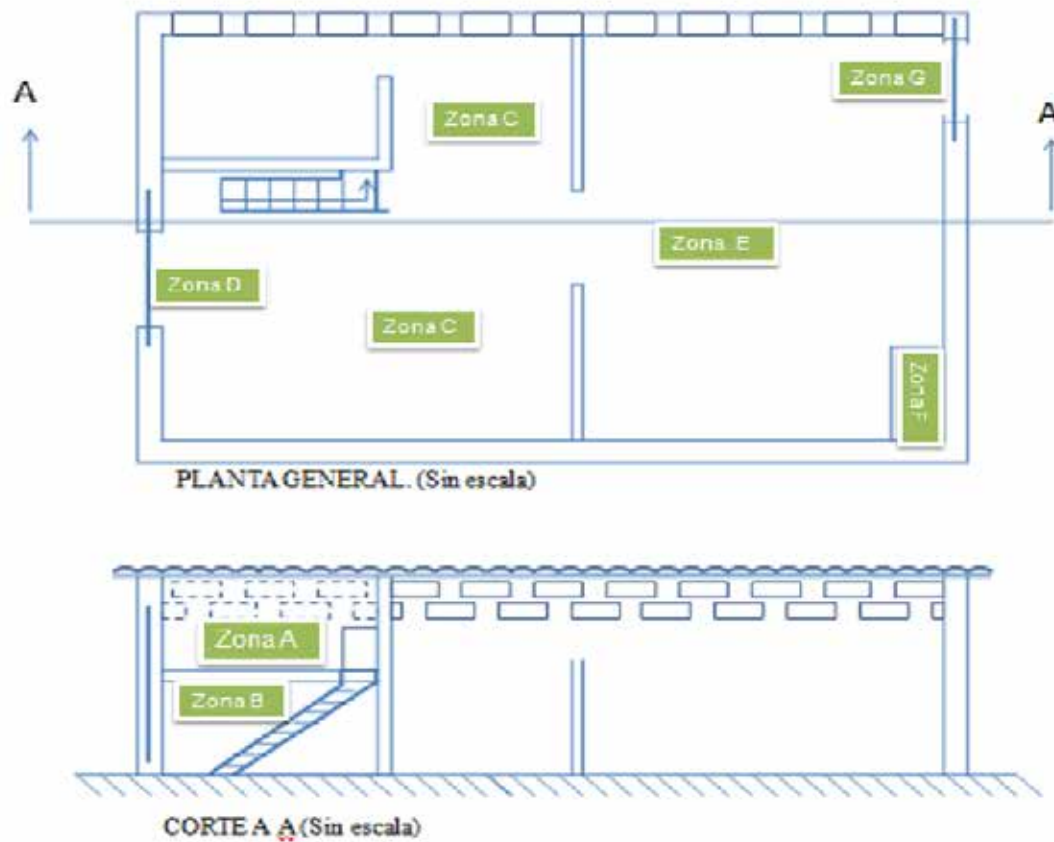 Zona G
Zona C
A
A
Zona E
Zona D
Zona C
Zona F
PLANTA GENERAL. (Sin escala)
Zona A
Zona B
CORTE A A (Sin escala)